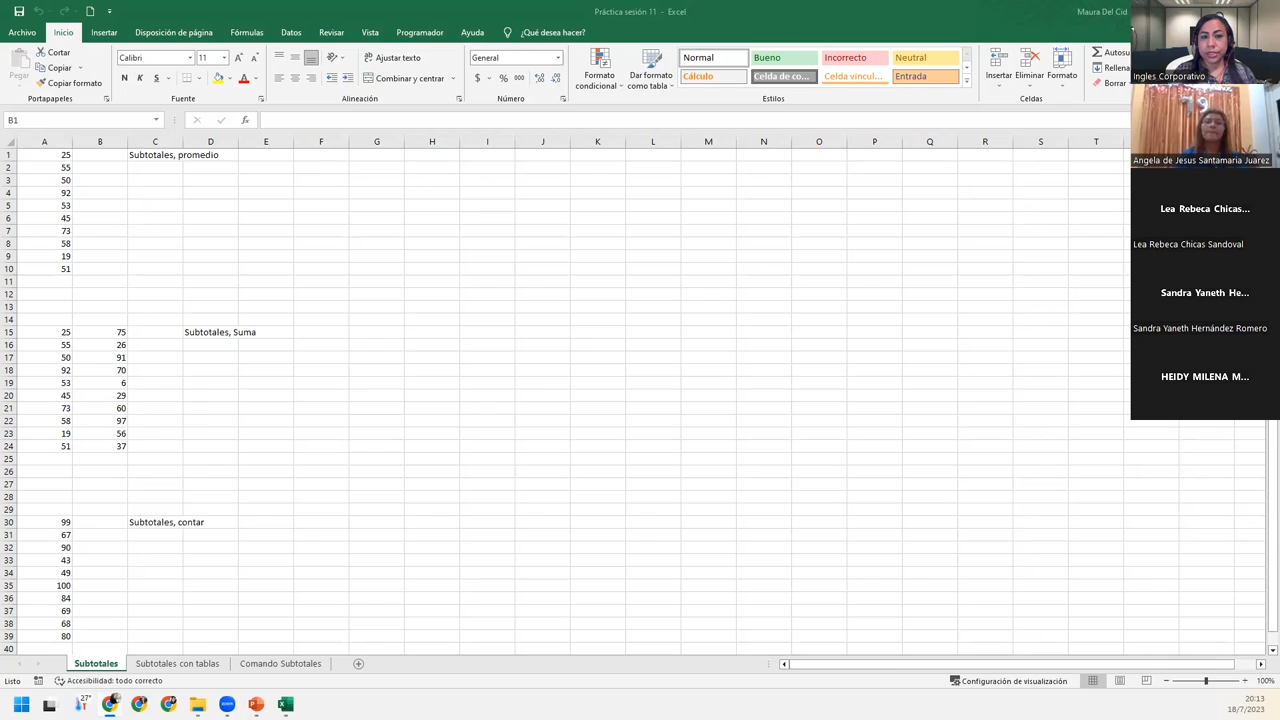 Práctica sesión 11 - Excel
Maura Del Cid
Archivo Inicio Insertar Disposición de página Fórmulas Datos Revisar Vista Programador Ayuda ¿Qué desea hacer?
Pegar
Cortar
Copiar
Copiar formato
Portapapeles
Calibri 11
N K S
Fuente
Ajustar texto
Combinar y centrar
Alineación
General
$ % 000
Número
Formato condicional
Dar formato como tabla
Normal Bueno Incorrecto Neutral
Cálculo Celda de co... Celda vincul... Entrada
Estilos
Insertar Eliminar Formato
Celdas
Autosu
Rellena
Borrar
Ingles Corporativo
B1
fx
A B C D E F G H I J K L M N O P Q R S T
1 25 Subtotales, promedio
2 55
3 50
4 92
5 53
6 45
7 73
8 58
9 19
10 51
11
12
13
14
15 25 75 Subtotales, Suma
16 55 26
17 50 91
18 92 70
19 53 6
20 45 29
21 73 60
22 58 97
23 19 56
24 51 37
25
26
27
28
29
30 99 Subtotales, contar
31 67
32 90
33 43
34 49
35 100
36 84
37 69
38 68
39 80
40
79
Angela de Jesus Santamaria Juarez
Lea Rebeca Chicas...
Lea Rebeca Chicas Sandoval
Sandra Yaneth He...
Sandra Yaneth Hernández Romero
HEIDY MILENA M...
Subtotales Subtotales con tablas Comando Subtotales
Listo Accesibilidad: todo correcto Configuración de visualización 100%
27°
zoom
20:13
18/7/2023